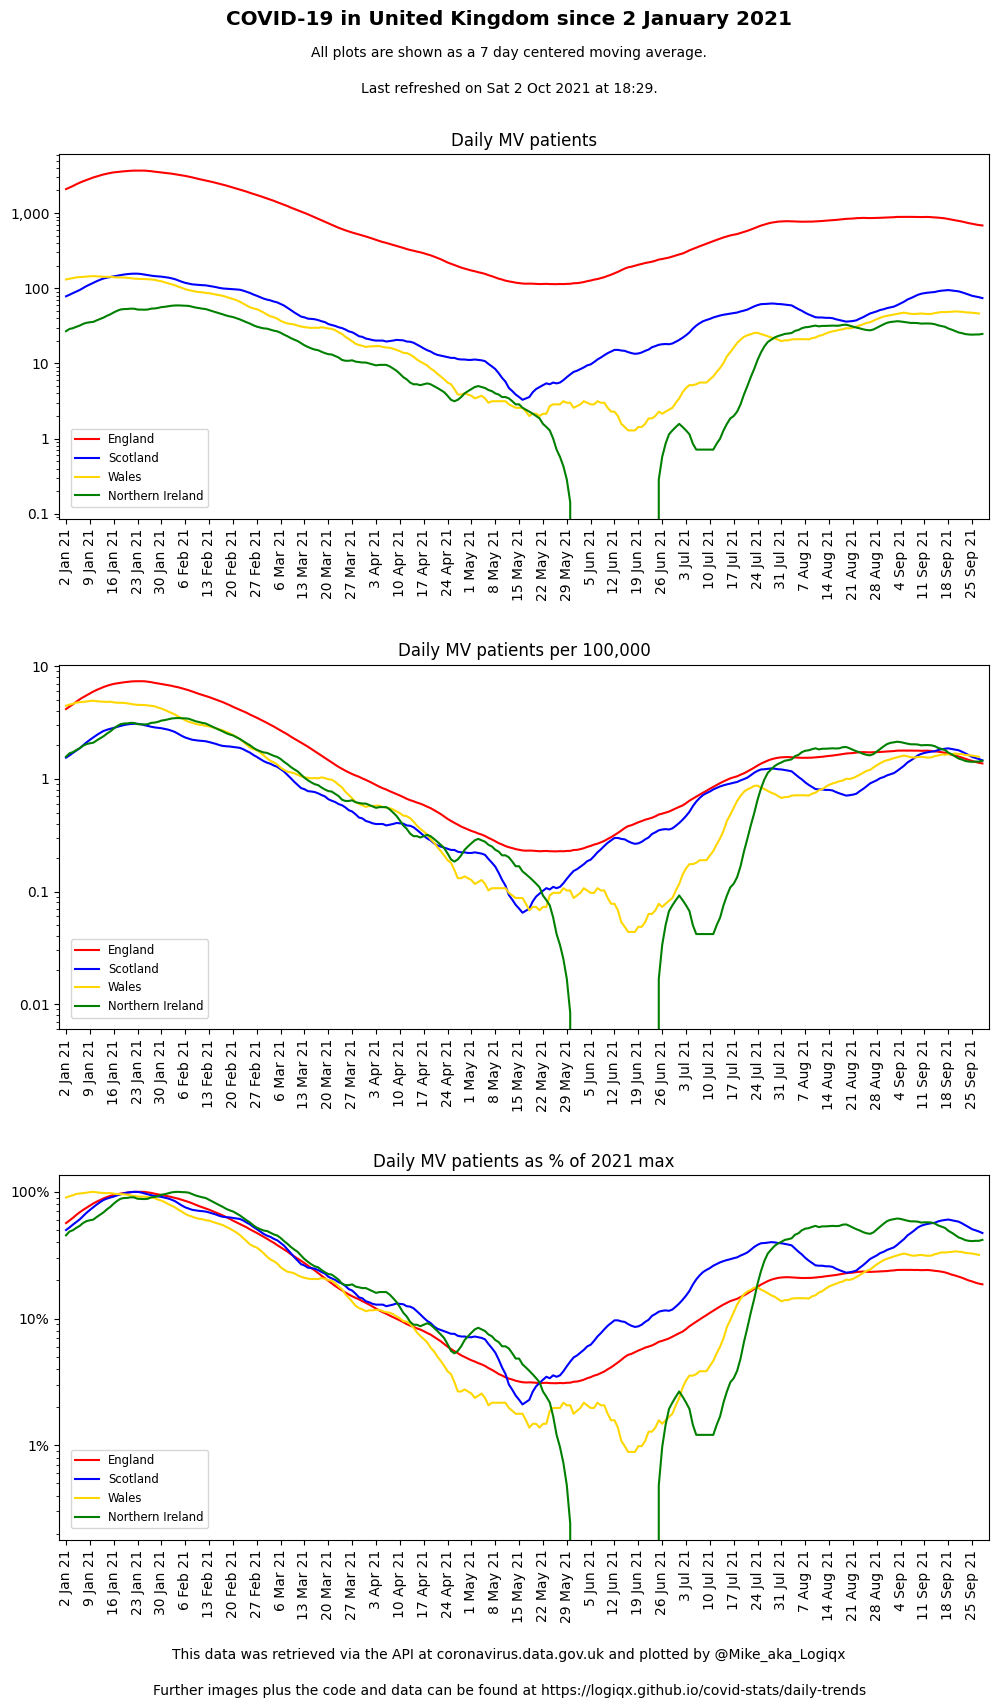 COVID-19 in United Kingdom since 2 January 2021
All plots are shown as a 7 day centered moving average.
Last refreshed on Sat 2 Oct 2021 at 18:29.
Daily MV patients
1,000
100
10
1
0.1
England
Scotland
Wales
Northern Ireland
2 Jan 21
9 Jan 21
16 Jan 21
23 Jan 21
30 Jan 21
6 Feb 21
13 Feb 21
20 Feb 21
27 Feb 21
6 Mar 21
13 Mar 21
20 Mar 21
27 Mar 21
3 Apr 21
10 Apr 21
17 Apr 21
24 Apr 21
1 May 21
8 May 21
15 May 21
22 May 21
29 May 21
5 Jun 21
12 Jun 21
19 Jun 21
26 Jun 21
3 Jul 21
10 Jul 21
17 Jul 21
24 Jul 21
31 Jul 21
7 Aug 21
14 Aug 21
21 Aug 21
28 Aug 21
4 Sep 21
11 Sep 21
18 Sep 21
25 Sep 21
Daily MV patients per 100,000
10
1
0.1
0.01
England
Scotland
Wales
Northern Ireland
2 Jan 21
9 Jan 21
16 Jan 21
23 Jan 21
30 Jan 21
6 Feb 21
13 Feb 21
20 Feb 21
27 Feb 21
6 Mar 21
13 Mar 21
20 Mar 21
27 Mar 21
3 Apr 21
10 Apr 21
17 Apr 21
24 Apr 21
1 May 21
8 May 21
15 May 21
22 May 21
29 May 21
5 Jun 21
12 Jun 21
19 Jun 21
26 Jun 21
3 Jul 21
10 Jul 21
17 Jul 21
24 Jul 21
31 Jul 21
7 Aug 21
14 Aug 21
21 Aug 21
28 Aug 21
4 Sep 21
11 Sep 21
18 Sep 21
25 Sep 21
Daily MV patients as % of 2021 max
100%
10%
1%
England
Scotland
Wales
Northern Ireland
2 Jan 21
9 Jan 21
16 Jan 21
23 Jan 21
30 Jan 21
6 Feb 21
13 Feb 21
20 Feb 21
27 Feb 21
6 Mar 21
13 Mar 21
20 Mar 21
27 Mar 21
3 Apr 21
10 Apr 21
17 Apr 21
24 Apr 21
1 May 21
8 May 21
15 May 21
22 May 21
29 May 21
5 Jun 21
12 Jun 21
19 Jun 21
26 Jun 21
3 Jul 21
10 Jul 21
17 Jul 21
24 Jul 21
31 Jul 21
7 Aug 21
14 Aug 21
21 Aug 21
28 Aug 21
4 Sep 21
11 Sep 21
18 Sep 21
25 Sep 21
This data was retrieved via the API at coronavirus.data.gov.uk and plotted by @Mike_aka_Logiqx
Further images plus the code and data can be found at https://logiqx.github.io/covid-stats/daily-trends